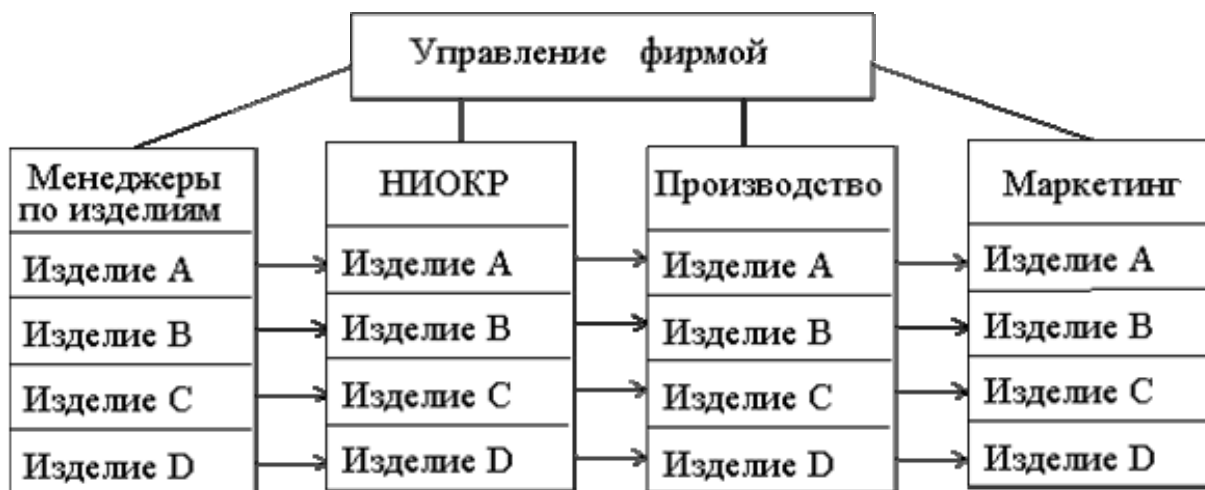 Управление фирмой
Менеджеры
по изделиям
НИОКР
Производство
Маркетинг
Изделие А
Изделие А
Изделие А
Изделие А
Изделие В
Изделие В
Изделие В
Изделие В
Изделие С
Изделие С
Изделие С
Изделие С
Изделие D
Изделие D
Изделие D
Изделие D